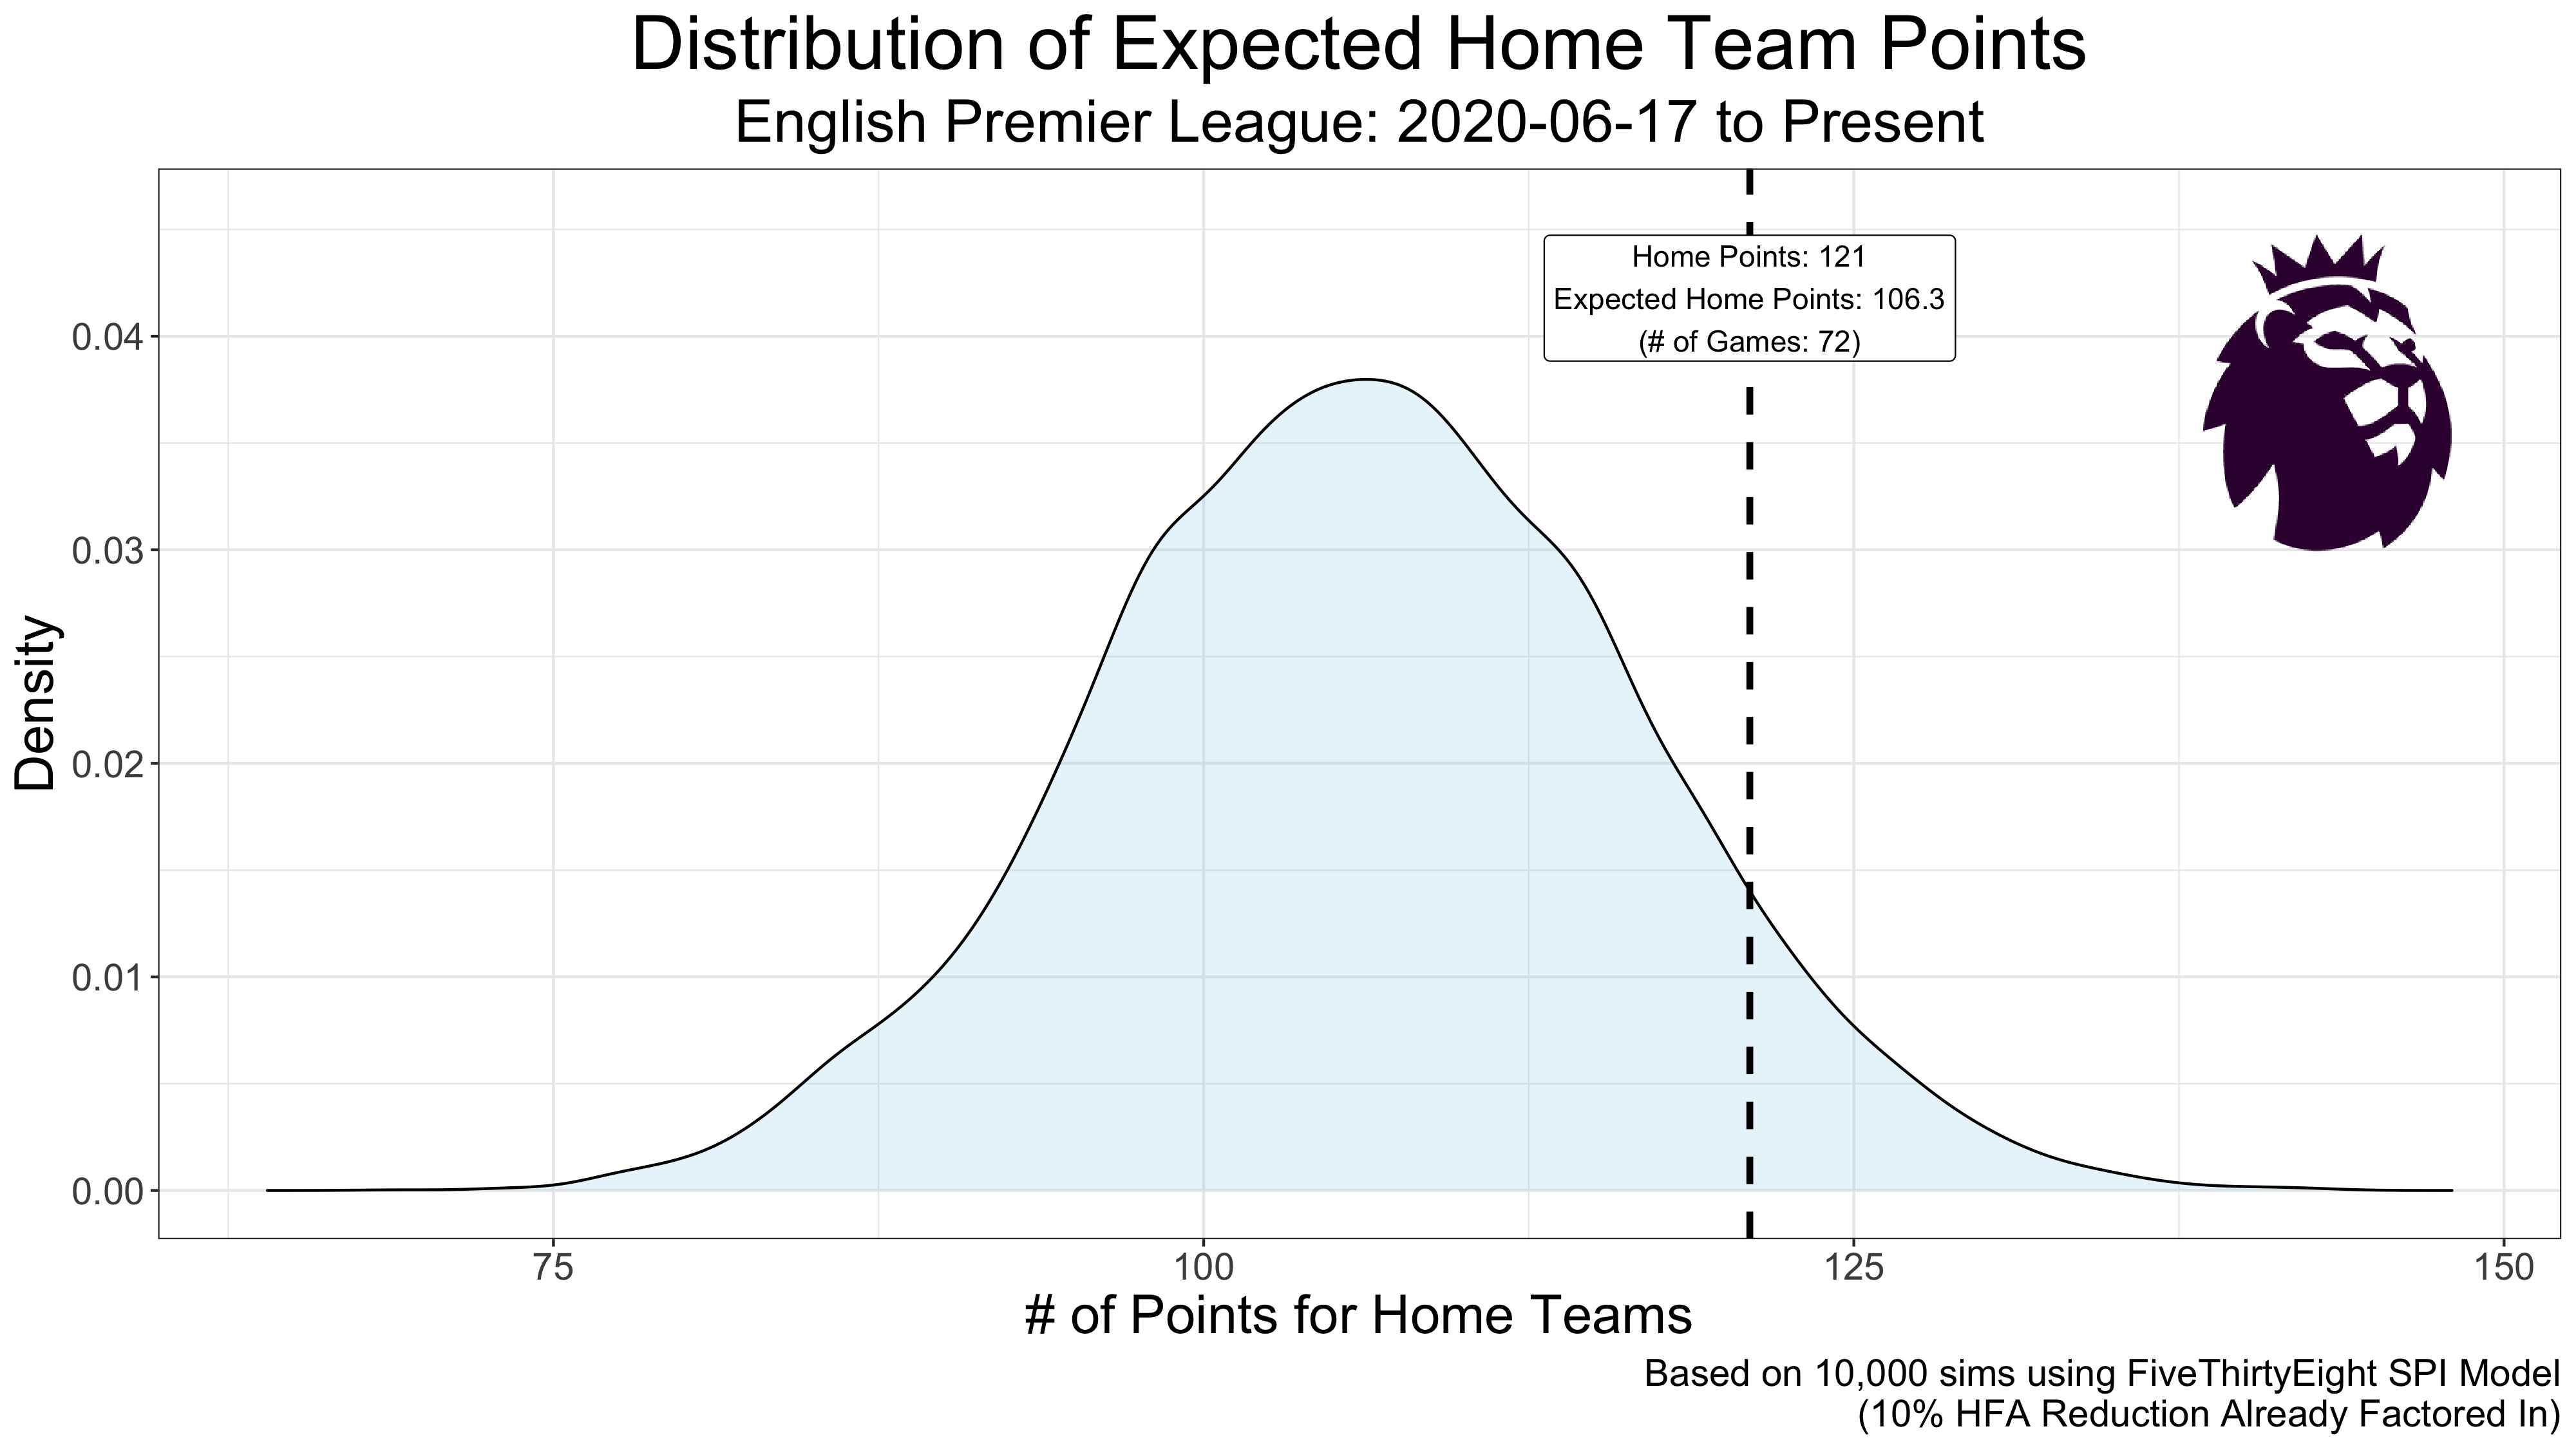 Distribution of Expected Home Team Points
English Premier League: 2020-06-17 to Present
Home Points: 121
Expected Home Points: 106.3
(# of Games: 72)
0.04
0.03
0.02
0.01
0.00
Density
75 100 125 150
# of Points for Home Teams
Based on 10,000 sims using FiveThirtyEight SPI Model
(10% HFA Reduction Already Factored In)